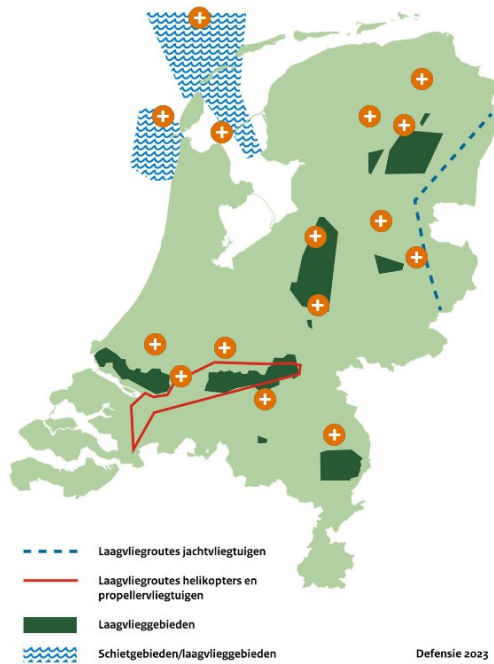 Laagvliegroutes jachtvliegtuigen
Laagvliegroutes helikopters en
propellervliegtuigen
Laagvlieggebieden
Schietgebieden/laagvlieggebieden
Defensie 2023